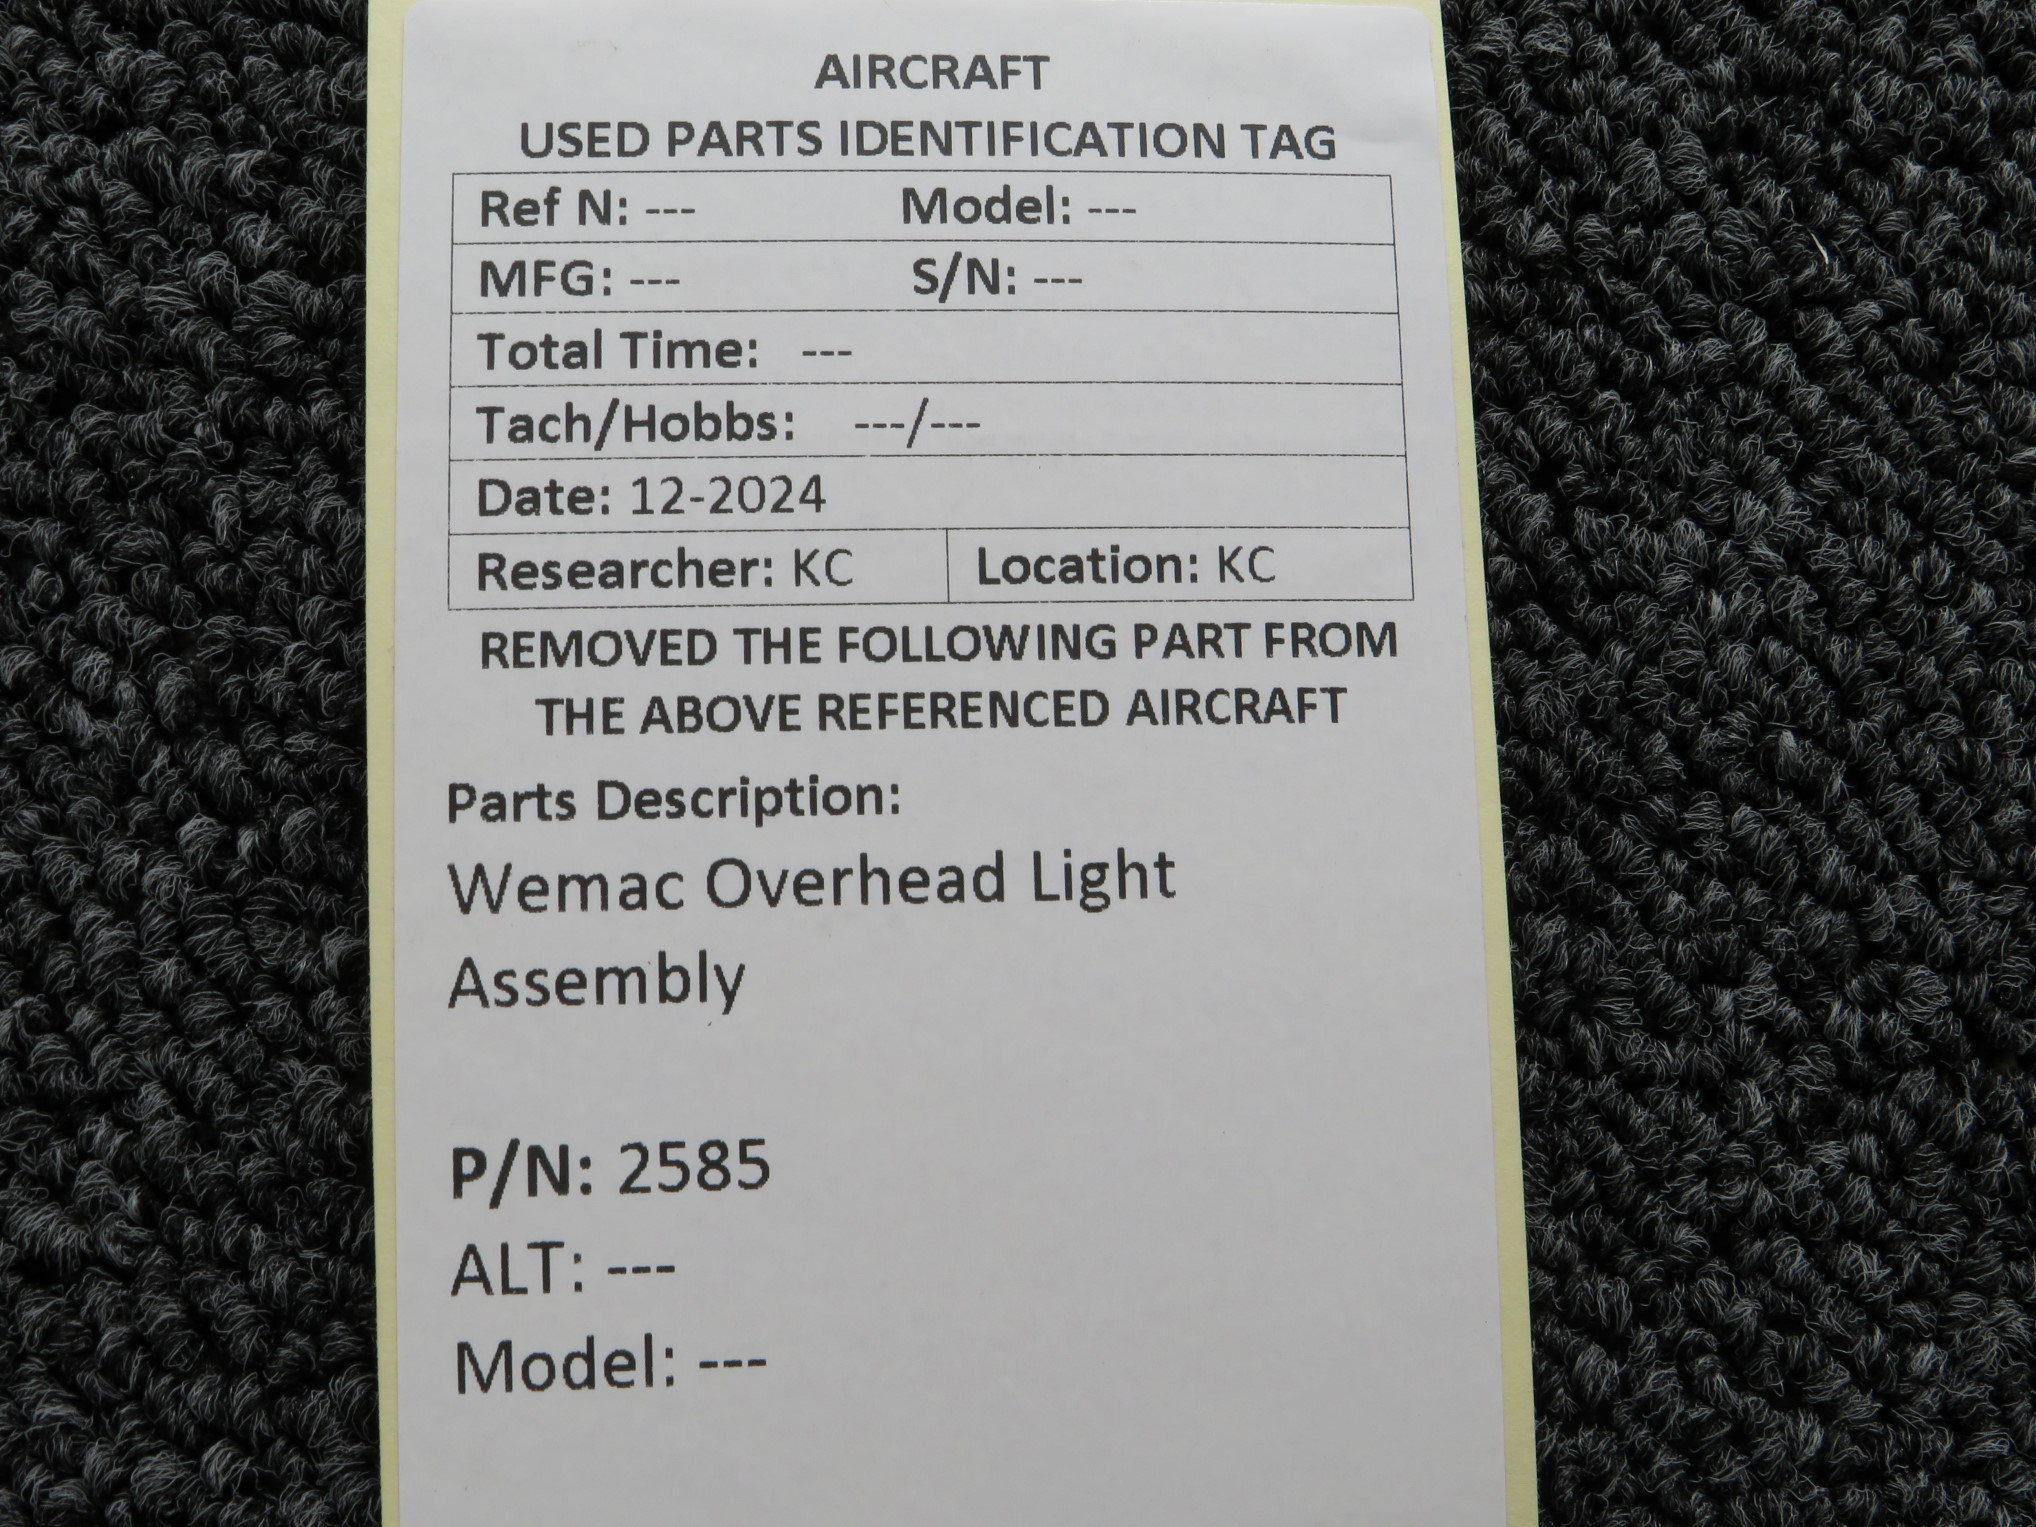 AIRCRAFT
USED PARTS IDENTIFICATION TAG
Ref N: --- Model: ---
MFG: --- S/N: ---
Total Time: ---
Tach/Hobbs: ---/---
Date: 12-2024
Researcher: KC Location: KC
REMOVED THE FOLLOWING PART FROM
THE ABOVE REFERENCED AIRCRAFT
Parts Description:
Wemac Overhead Light
Assembly
P/N: 2585
ALT: ---
Model: ---